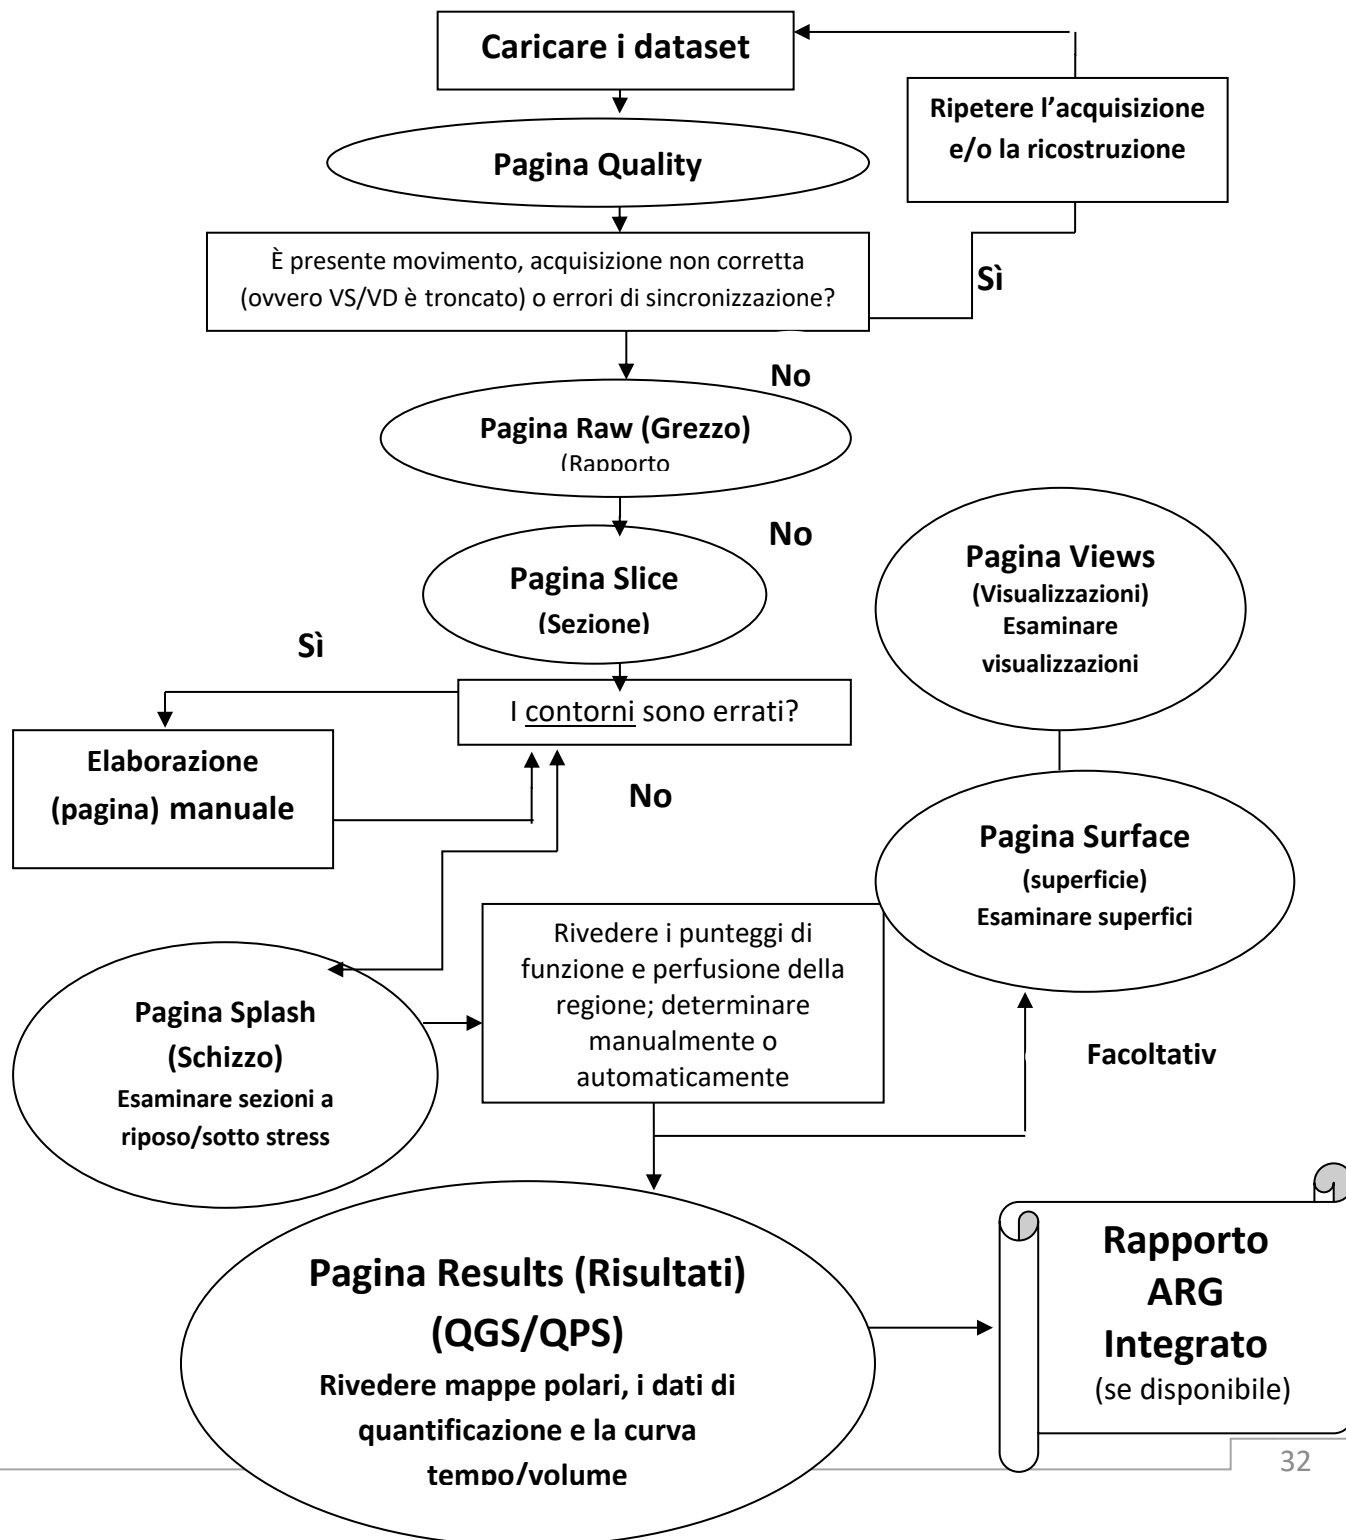 Caricare i dataset
Ripetere l’acquisizione
e/o la ricostruzione
Pagina Quality
È presente movimento, acquisizione non corretta
(ovvero VS/VD è troncato) o errori di sincronizzazione?
Sì
No
Pagina Raw (Grezzo)
(Rapporto
No
Pagina Slice
(Sezione)
Pagina Views
(Visualizzazioni)
Esaminare
visualizzazioni
Sì
I contorni sono errati?
Elaborazione
(pagina) manuale
No
Pagina Surface
(superficie)
Esaminare superfici
Rivedere i punteggi di
funzione e perfusione della
regione; determinare
manualmente o
automaticamente
Pagina Splash
(Schizzo)
Esaminare sezioni a
riposo/sotto stress
Facoltativ
Pagina Results (Risultati)
(QGS/QPS)
Rivedere mappe polari, i dati di
quantificazione e la curva
tempo/volume
Rapporto
ARG
Integrato
(se disponibile)
32